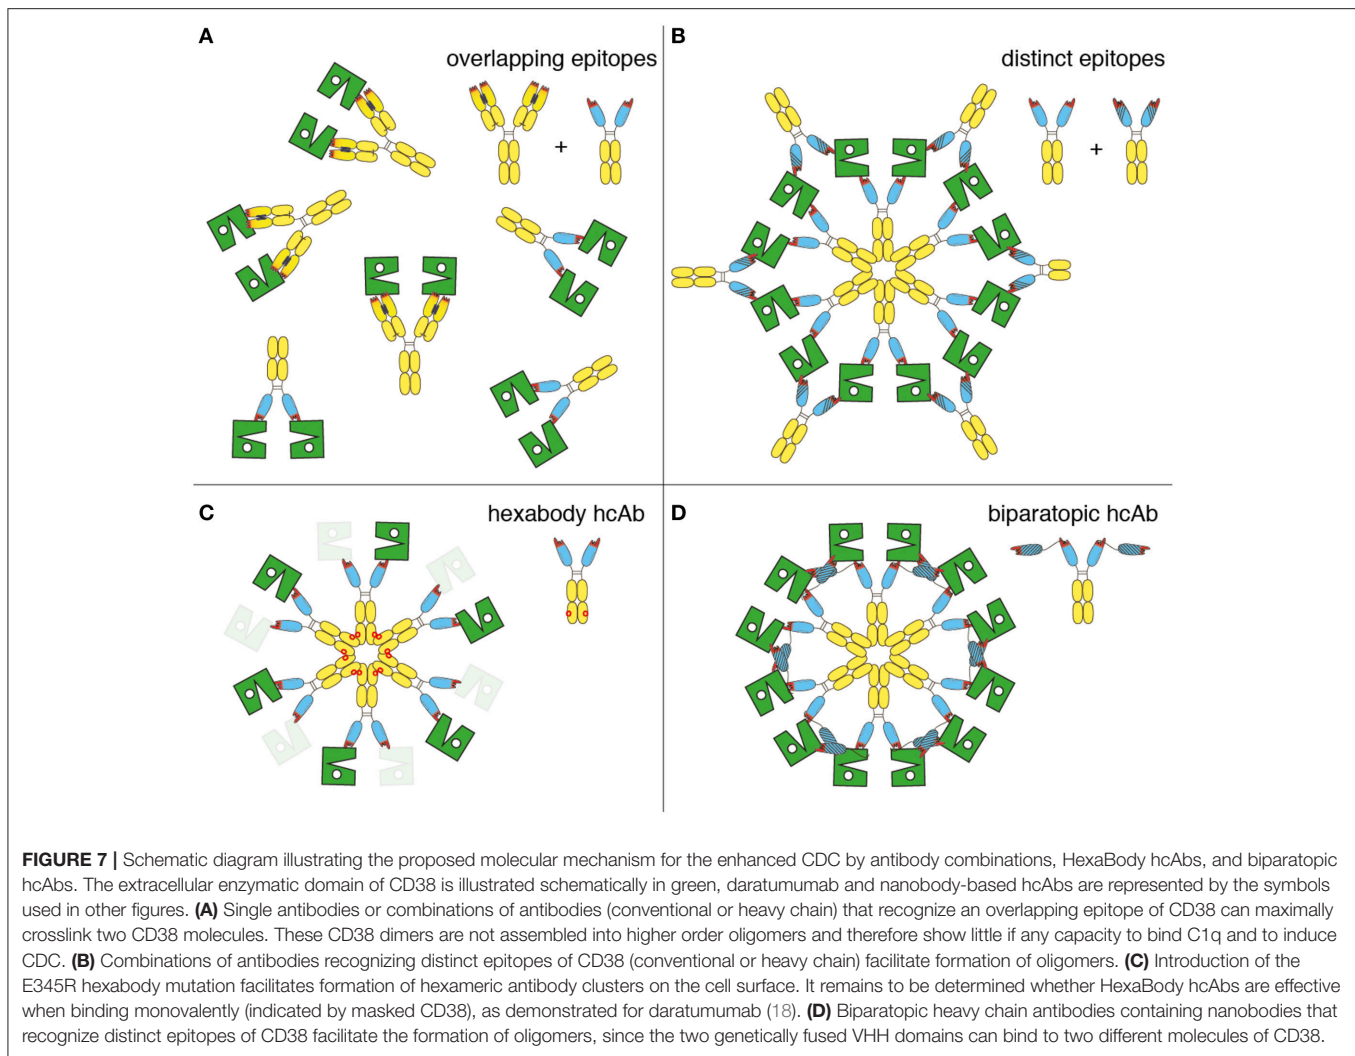 A
overlapping epitopes
+
B
distinct epitopes
+
C
hexabody hcAb
D
biparatopic hcAb
FIGURE 7 | Schematic diagram illustrating the proposed molecular mechanism for the enhanced CDC by antibody combinations, HexaBody hcAbs, and biparatopic
hcAbs. The extracellular enzymatic domain of CD38 is illustrated schematically in green, daratumumab and nanobody-based hcAbs are represented by the symbols
used in other figures. (A) Single antibodies or combinations of antibodies (conventional or heavy chain) that recognize an overlapping epitope of CD38 can maximally
crosslink two CD38 molecules. These CD38 dimers are not assembled into higher order oligomers and therefore show little if any capacity to bind C1q and to induce
CDC. (B) Combinations of antibodies recognizing distinct epitopes of CD38 (conventional or heavy chain) facilitate formation of oligomers. (C) Introduction of the
E345R hexabody mutation facilitates formation of hexameric antibody clusters on the cell surface. It remains to be determined whether HexaBody hcAbs are effective
when binding monovalently (indicated by masked CD38), as demonstrated for daratumumab (18). (D) Biparatopic heavy chain antibodies containing nanobodies that
recognize distinct epitopes of CD38 facilitate the formation of oligomers, since the two genetically fused VHH domains can bind to two different molecules of CD38.